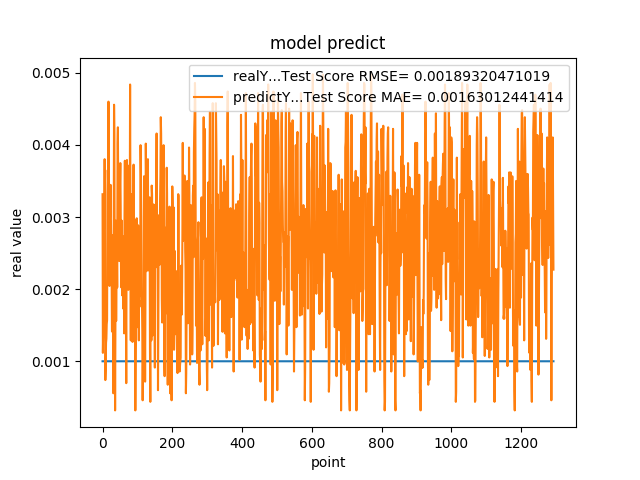 model predict
realY...Test Score RMSE= 0.00189320471019
predictY...Test Score MAE= 0.00163012441414
real value
0.005
0.004
0.003
0.002
0.001
0
200
400
600
800
1000
1200
point